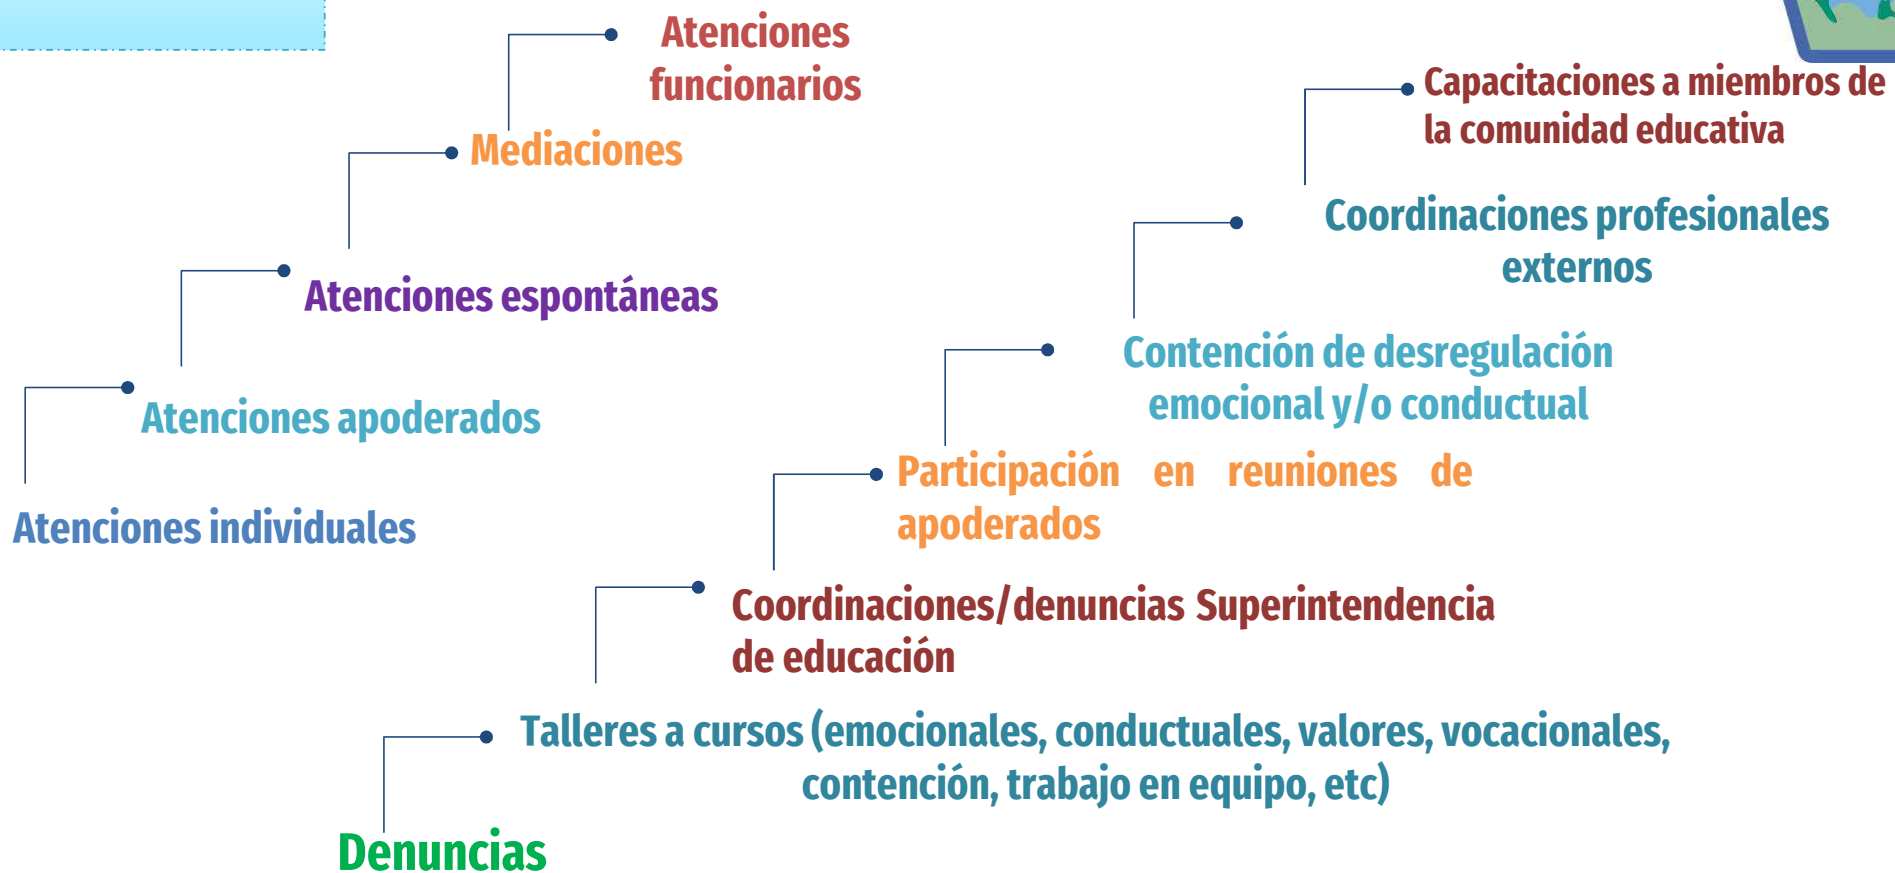 Atenciones
funcionarios
Mediaciones
Atenciones espontáneas
Atenciones apoderados
Atenciones individuales
Capacitaciones a miembros de
la comunidad educativa
Coordinaciones profesionales
externos
Contención de desregulación
emocional y/o conductual
Participación en reuniones de
apoderados
Coordinaciones/denuncias Superintendencia
de educación
Talleres a cursos (emocionales, conductuales, valores, vocacionales,
contención, trabajo en equipo, etc)
Denuncias